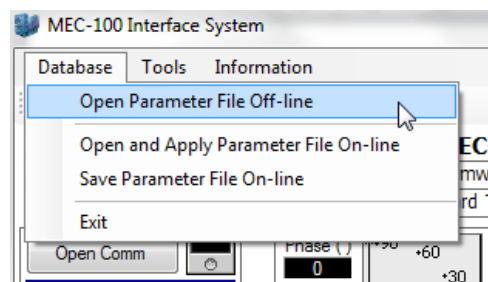 MEC-100 Interface System
Database Tools Information
Open Parameter File Off-line
Open and Apply Parameter File On-line
Save Parameter File On-line
Exit
Open Comm
Phase ( )
0
+90
+60
+30